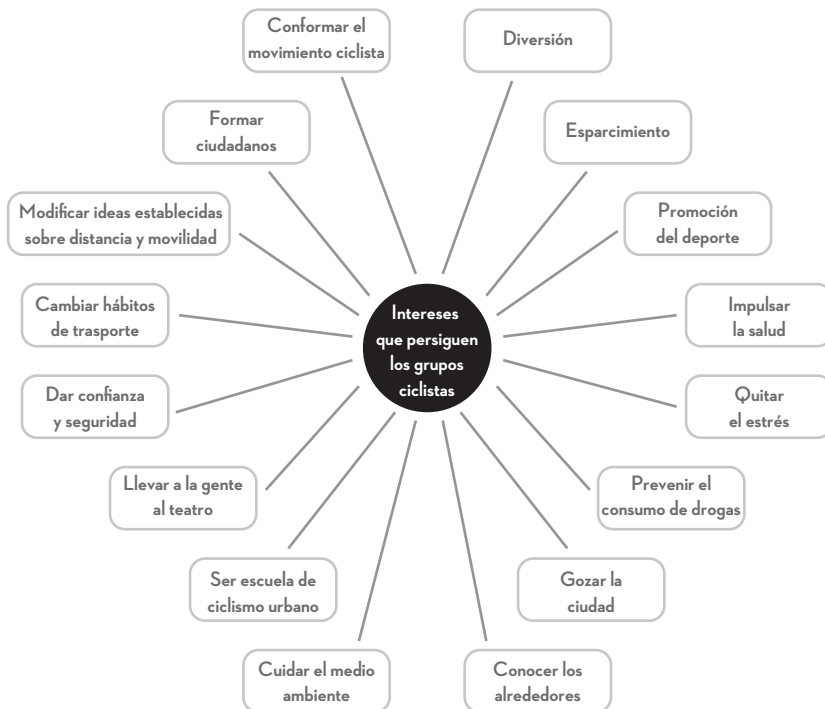 Conformar el
movimiento ciclista
Diversión
Formar
ciudadanos
Esparcimiento
Modificar ideas establecidas
sobre distancia y movilidad
Promoción
del deporte
Cambiar hábitos
de trasporte
Intereses
que persiguen
los grupos
ciclistas
Impulsar
la salud
Dar confianza
y seguridad
Quitar
el estrés
Llevar a la gente
al teatro
Prevenir el
consumo de drogas
Ser escuela de
ciclismo urbano
Gozar la
ciudad
Cuidar el medio
ambiente
Conocer los
alrededores